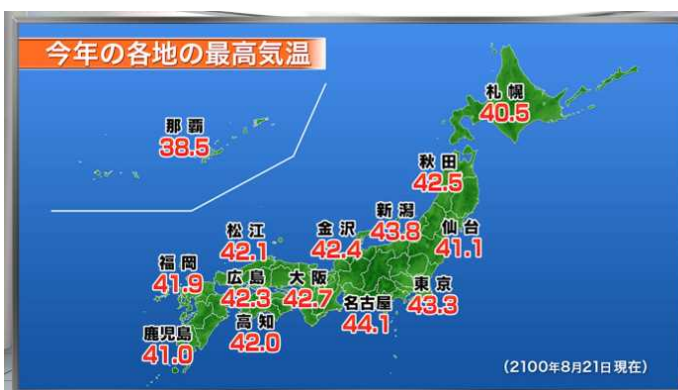 今年の各地の最高気温
札幌
40.5
那覇
38.5
秋田
42.5
新潟
43.8
仙台
41.1
金沢
42.4
松江
42.1
福岡
41.9
広島
42.3
大阪
42.7
東京
43.3
名古屋
44.1
高知
42.0
鹿児島
41.0
(2100年8月21日現在)